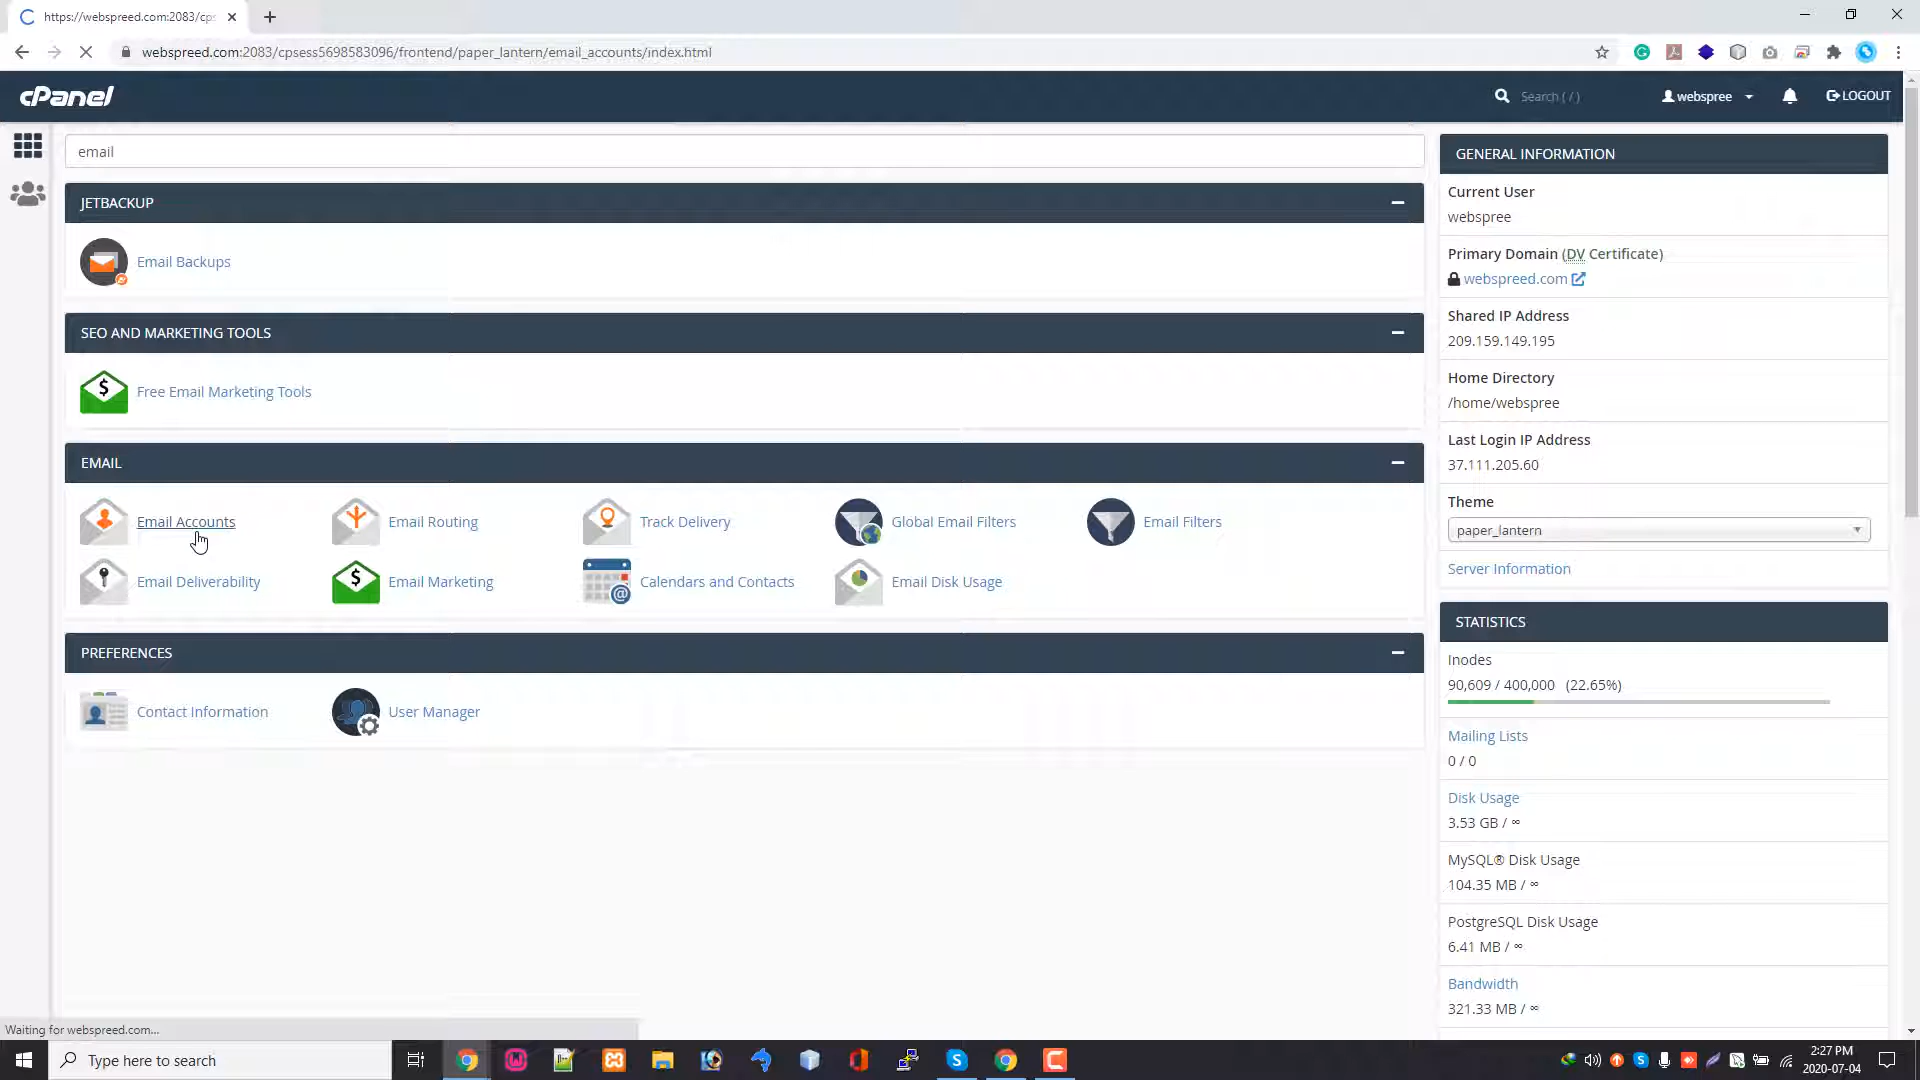 https://webspreed.com:2083/cps
webspreed.com:2083/cpsess5698583096/frontend/paper_lantern/email_accounts/index.html
cPanel
Search ( / )
webspree
LOGOUT
email
JETBACKUP
Email Backups
SEO AND MARKETING TOOLS
Free Email Marketing Tools
EMAIL
Email Accounts
Email Routing
Track Delivery
Global Email Filters
Email Filters
Email Deliverability
Email Marketing
Calendars and Contacts
Email Disk Usage
PREFERENCES
Contact Information
User Manager
GENERAL INFORMATION
Current User
webspree
Primary Domain (DV Certificate)
webspreed.com
Shared IP Address
209.159.149.195
Home Directory
/home/webspree
Last Login IP Address
37.111.205.60
Theme
paper_lantern
Server Information
STATISTICS
Inodes
90,609 / 400,000 (22.65%)
Mailing Lists
0 / 0
Disk Usage
3.53 GB / ∞
MySQL® Disk Usage
104.35 MB / ∞
PostgreSQL Disk Usage
6.41 MB / ∞
Bandwidth
321.33 MB / ∞
Waiting for webspreed.com...
Type here to search
2:27 PM
2020-07-04